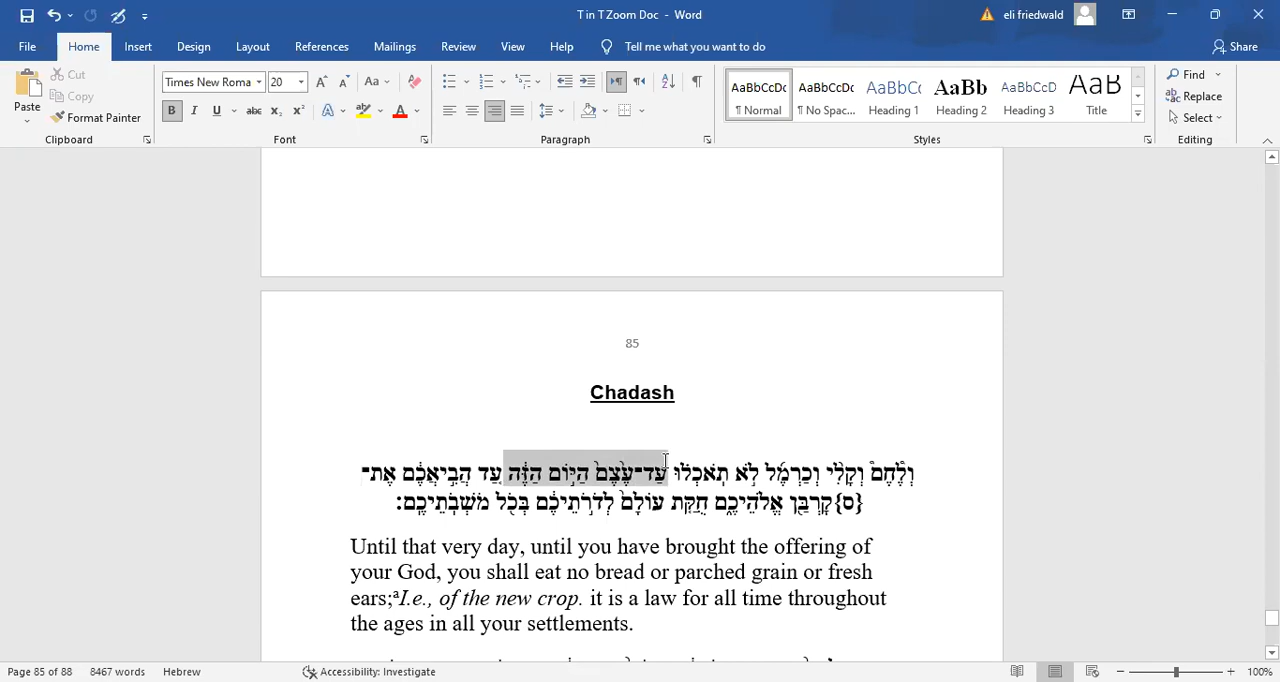 T in T Zoom Doc - Word
eli friedwald
File Home Insert Design Layout References Mailings Review View Help Tell me what you want to do Share
Paste
Cut
Copy
Format Painter
Clipboard
Times New Roma 20 Aa
B I U abc x₂ x² A A
Font
Paragraph
AaBbCcDc AaBbCcDc AaBbCc AaBb AaBbCcD AaB
¶ Normal ¶ No Spac... Heading 1 Heading 2 Heading 3 Title
Styles
Find
Replace
Select
Editing
85
Chadash
וְלֶ֩חֶם֩ וְקָלִ֨י וְכַרְמֶ֜ל לֹ֣א תֹֽאכְל֗וּ עַד־עֶ֙צֶם֙ הַיּ֣וֹם הַזֶּ֔ה עַ֚ד הֲבִ֣יאֲכֶ֔ם אֶת־
קָרְבַּ֖ן אֱלֹהֵיכֶ֑ם חֻקַּ֤ת עוֹלָם֙ לְדֹרֹ֣תֵיכֶ֔ם בְּכֹ֖ל מֹשְׁבֹֽתֵיכֶֽם׃ {ס}
Until that very day, until you have brought the offering of
your God, you shall eat no bread or parched grain or fresh
ears;ᵃI.e., of the new crop. it is a law for all time throughout
the ages in all your settlements.
Page 85 of 88 8467 words Hebrew Accessibility: Investigate 100%